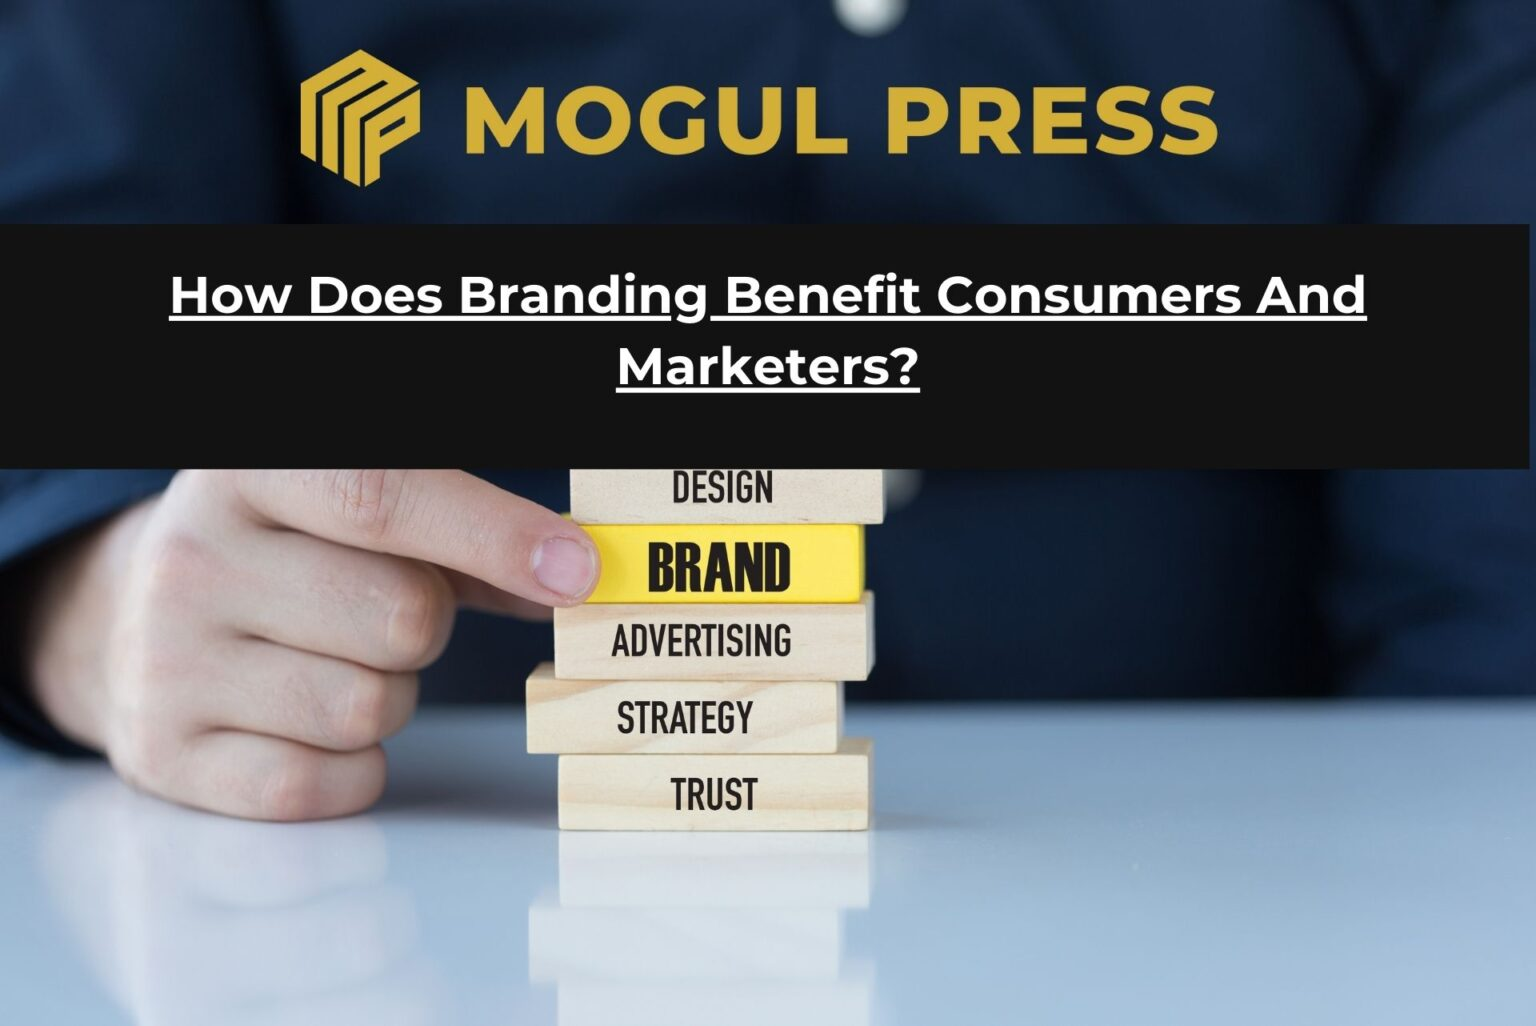 MOGUL PRESS
How Does Branding Benefit Consumers And
Marketers?
DESIGN
BRAND
ADVERTISING
STRATEGY
TRUST